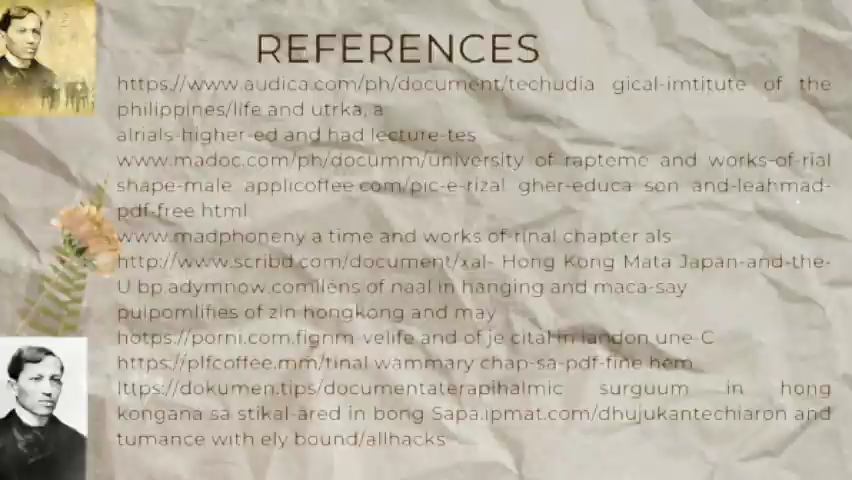 REFERENCES
https://www.audica.com/ph/document/techudia gical-imtitute of the
philippines/life and utrka, a
alrials-higher-ed and had lecture-tes
www.madoc.com/ph/documm/university of rapteme and works-of-rial
shape-male applicoffee.com/pic-e-rizal gher-educa son and-leahmad-
pdf-free html
www.madphoneny a time and works of-rinal chapter als
http://www.scribd.com/document/xal- Hong Kong Mata Japan-and-the-
U bp.adymnow.comilens of naal in hanging and maca-say
pulpomlifies of zin hongkong and may
hotps://porni.com.fignm-velife and of je cital in landon une-C
https://plfcoffee.mm/tinal wammary chap-sa-pdf-fine hem
lttps://dokumen.tips/documentaterapihalmic surguum in hong
kongana sa stikal-ared in bong Sapa.ipmat.com/dhujukantechiaron and
tumance with ely bound/allhacks